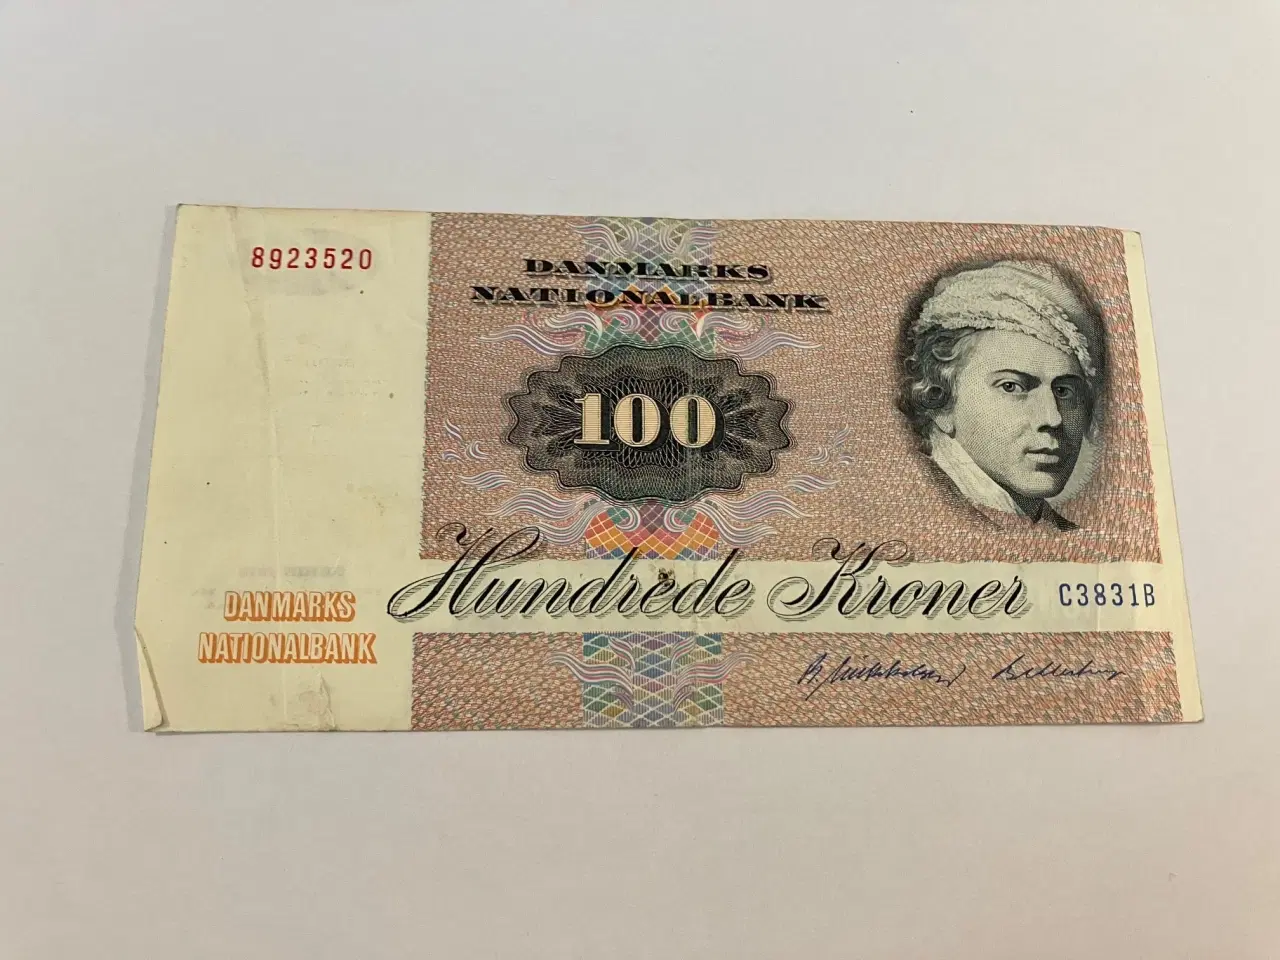 8923520
DANMARKS
NATIONALBANK
100
Hundrede Kroner
C3831B
DANMARKS
NATIONALBANK